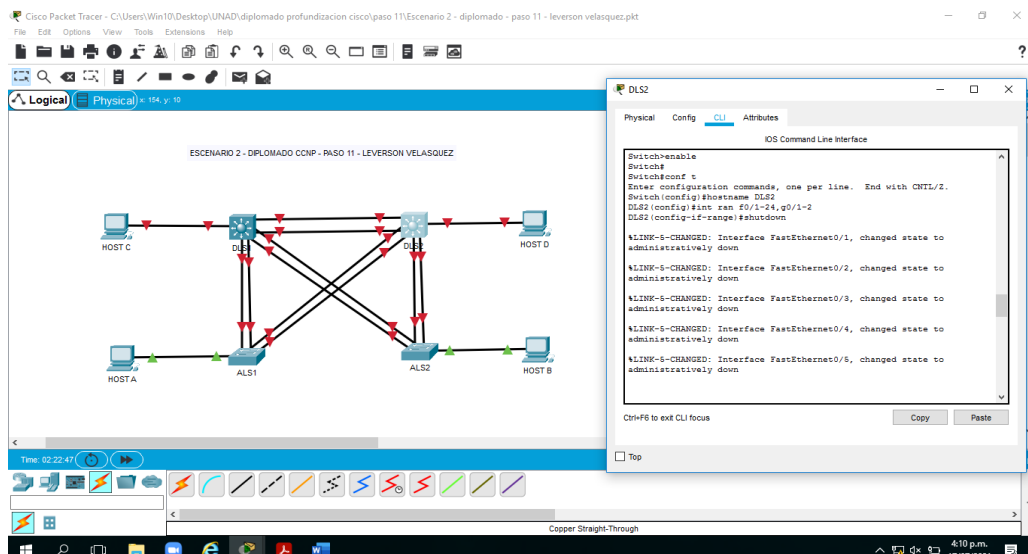 Cisco Packet Tracer - C:\Users\Win10\Desktop\UNAD\diplomado profundizacion cisco\paso 11\Escenario 2 - diplomado - paso 11 - leverson velasquez.pkt
File Edit Options View Tools Extensions Help
?
Logical Physical x: 154, y: 10
ESCENARIO 2 - DIPLOMADO CCNP - PASO 11 - LEVERSON VELASQUEZ
HOST C
DLS1
DLS2
HOST D
HOST A
ALS1
ALS2
HOST B
DLS2
Physical Config CLI Attributes
IOS Command Line Interface
Switch>enable
Switch#
Switch#conf t
Enter configuration commands, one per line. End with CNTL/Z.
Switch(config)#hostname DLS2
DLS2(config)#int ran f0/1-24,g0/1-2
DLS2(config-if-range)#shutdown
%LINK-5-CHANGED: Interface FastEthernet0/1, changed state to
administratively down
%LINK-5-CHANGED: Interface FastEthernet0/2, changed state to
administratively down
%LINK-5-CHANGED: Interface FastEthernet0/3, changed state to
administratively down
%LINK-5-CHANGED: Interface FastEthernet0/4, changed state to
administratively down
%LINK-5-CHANGED: Interface FastEthernet0/5, changed state to
administratively down
Ctrl+F6 to exit CLI focus
Copy Paste
Top
Time: 02:22:47
Copper Straight-Through
4:10 p.m.